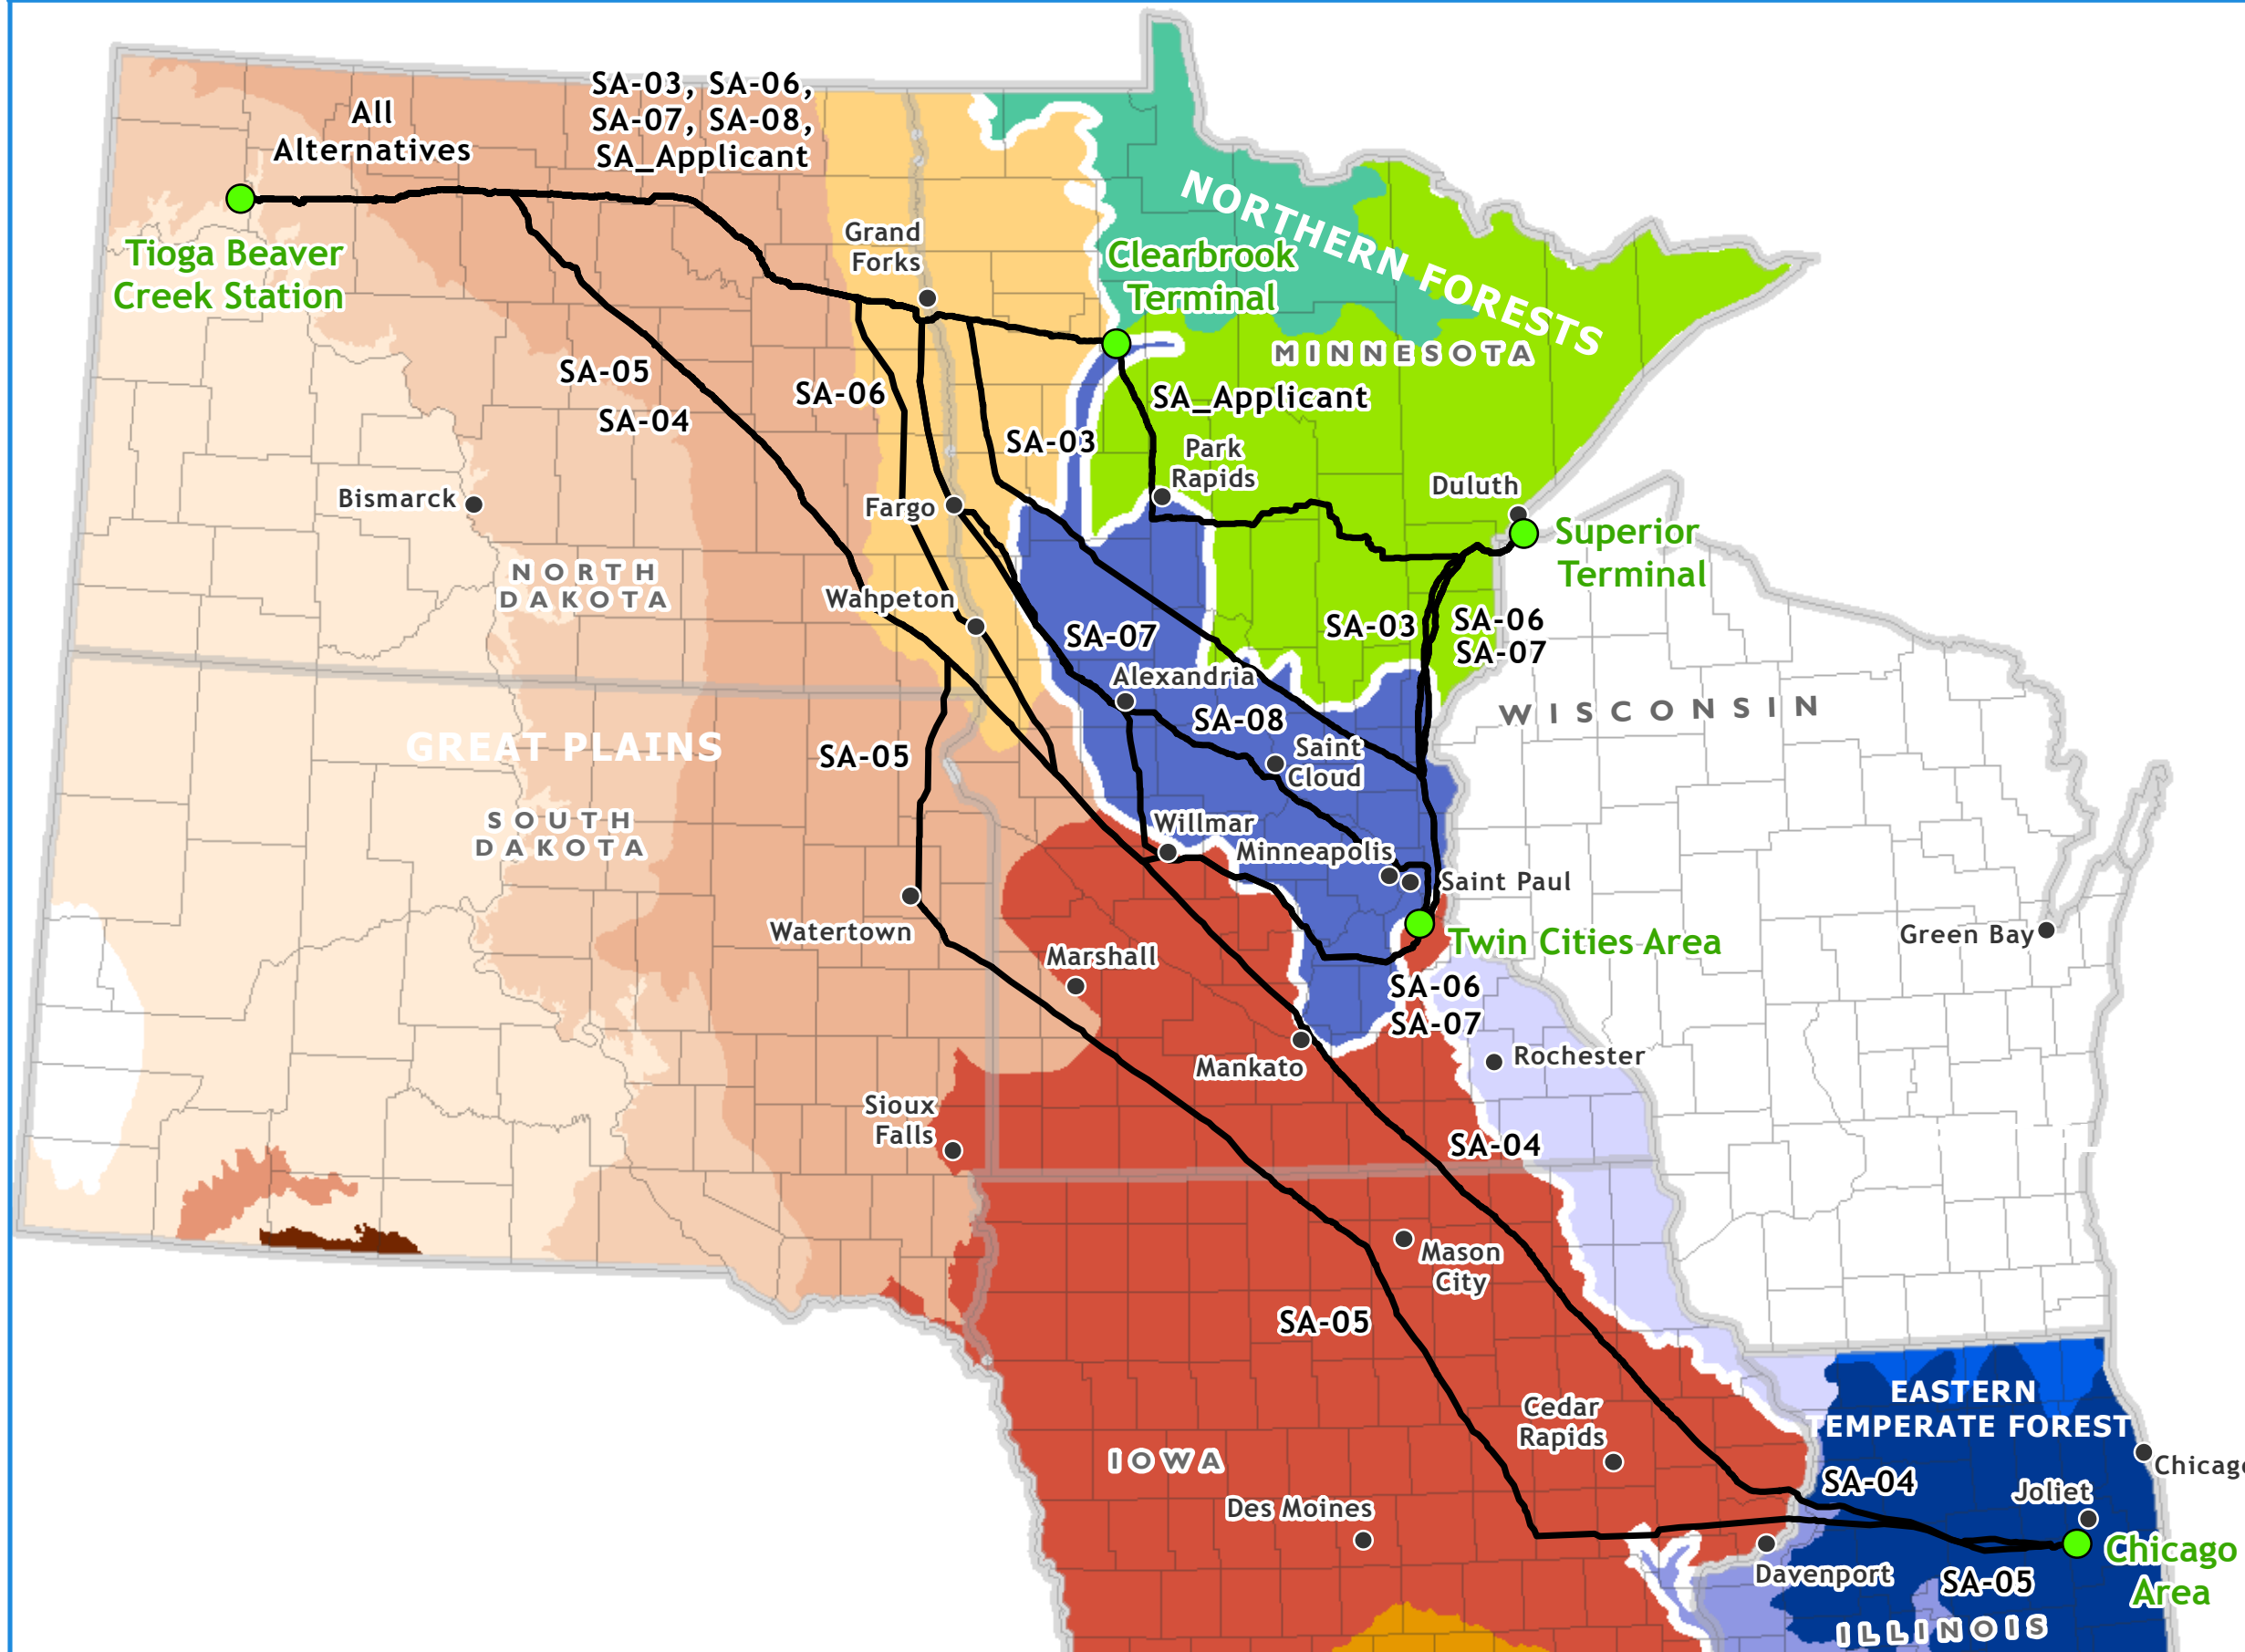 All
Alternatives
SA-03, SA-06,
SA-07, SA-08,
SA_Applicant
Tioga Beaver
Creek Station
Grand
Forks
Clearbrook
Terminal
NORTHERN FORESTS
MINNESOTA
SA-05
SA-04
SA-06
SA-03
SA_Applicant
Park
Rapids
Bismarck
Fargo
Duluth
Superior
Terminal
NORTH
DAKOTA
Wahpeton
SA-07
SA-03
SA-06
SA-07
Alexandria
SA-08
WISCONSIN
GREAT PLAINS
SA-05
Saint
Cloud
SOUTH
DAKOTA
Willmar
Minneapolis
Saint Paul
Watertown
Twin Cities Area
Green Bay
Marshall
SA-06
SA-07
Mankato
Rochester
Sioux
Falls
SA-04
Mason
City
SA-05
EASTERN
TEMPERATE FOREST
Cedar
Rapids
IOWA
Chicag
SA-04
Joliet
Des Moines
Chicago
Area
Davenport
SA-05
ILLINOIS